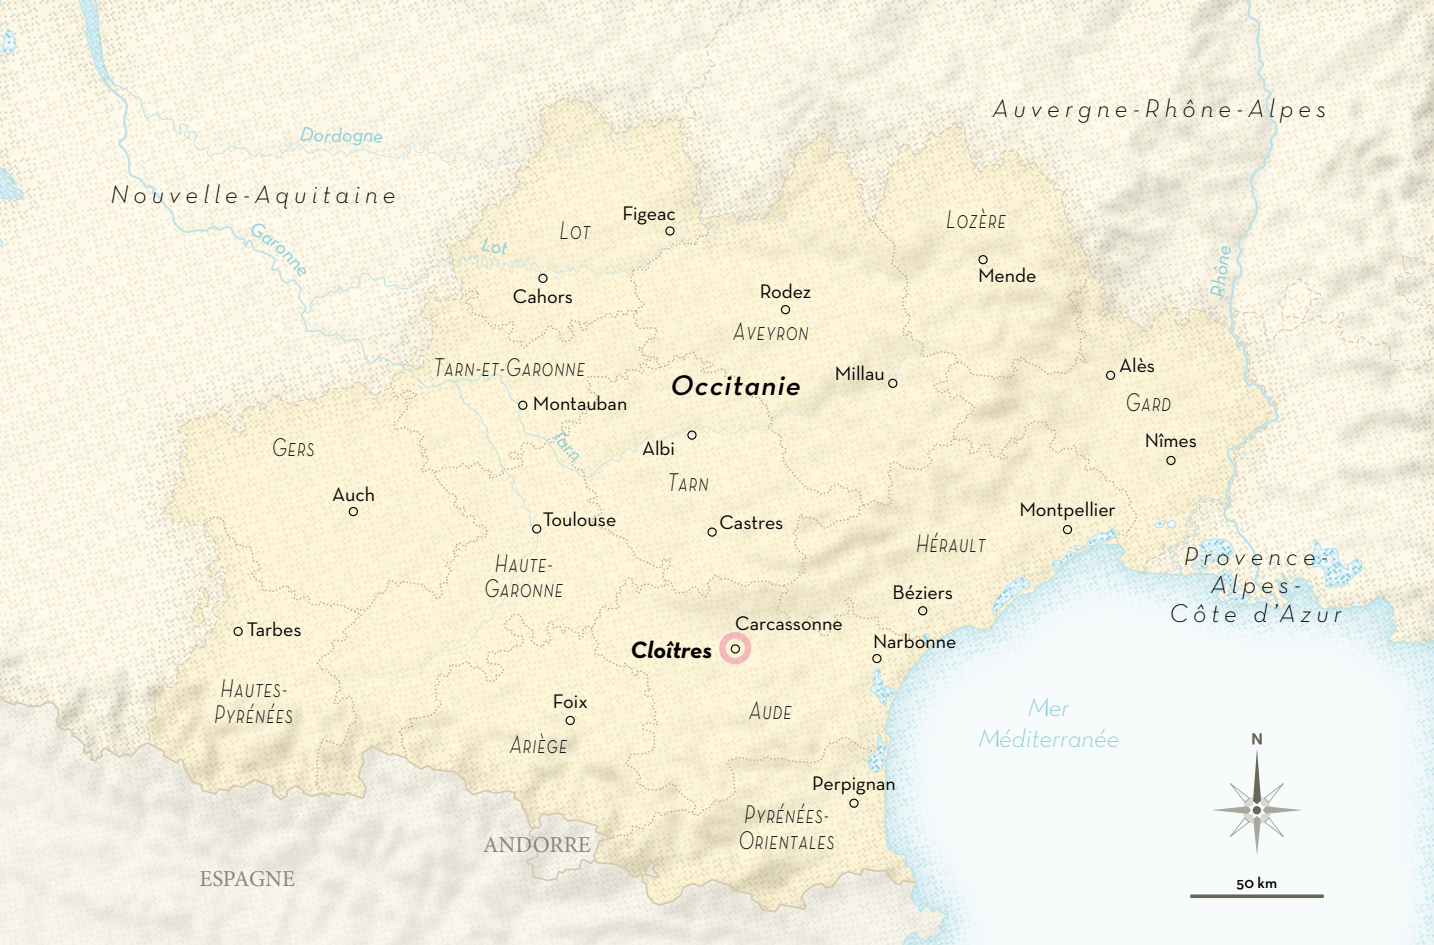 Auvergne-Rhône-Alpes
Dordogne
Nouvelle-Aquitaine
Figeac
Lot
Lozère
Garonne
Lot
Mende
Rhône
Cahors
Rodez
Aveyron
Tarn-et-Garonne
Alès
Millau
Occitanie
Montauban
Gard
Gers
Tarn
Albi
Nîmes
Tarn
Auch
Montpellier
Toulouse
Castres
Hérault
Provence-
Alpes-
Côte d'Azur
Haute-
Garonne
Béziers
Carcassonne
Tarbes
Narbonne
Cloîtres
Hautes-
Pyrénées
Foix
Aude
Mer
Méditerranée
Ariège
N
Perpignan
Pyrénées-
Orientales
ANDORRE
ESPAGNE
50 km